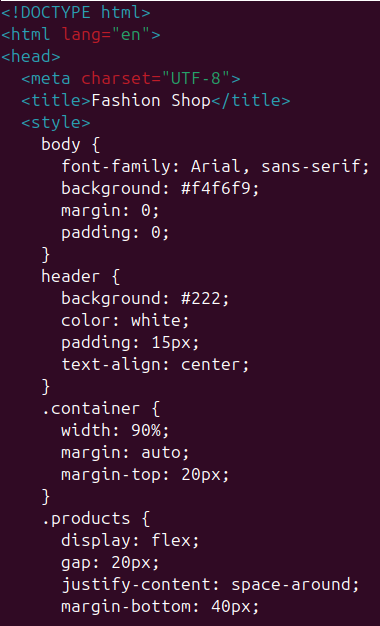 <!DOCTYPE html>
<html lang="en">
<head>
  <meta charset="UTF-8">
  <title>Fashion Shop</title>
  <style>
    body {
      font-family: Arial, sans-serif;
      background: #f4f6f9;
      margin: 0;
      padding: 0;
    }
    header {
      background: #222;
      color: white;
      padding: 15px;
      text-align: center;
    }
    .container {
      width: 90%;
      margin: auto;
      margin-top: 20px;
    }
    .products {
      display: flex;
      gap: 20px;
      justify-content: space-around;
      margin-bottom: 40px;